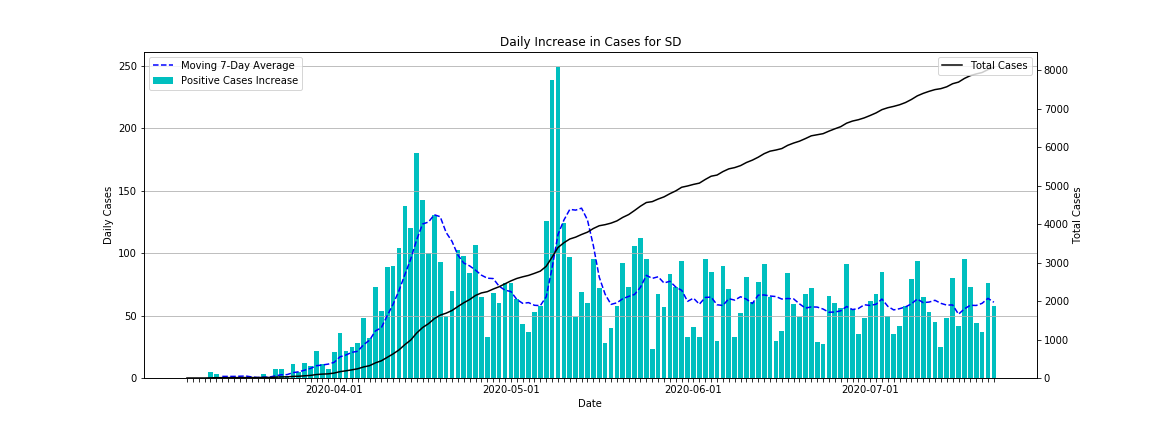 Daily Increase in Cases for SD
Moving 7-Day Average
Positive Cases Increase
Total Cases
250
200
150
100
50
0
Daily Cases
8000
7000
6000
5000
4000
3000
2000
1000
0
Total Cases
2020-04-01
2020-05-01
2020-06-01
2020-07-01
Date